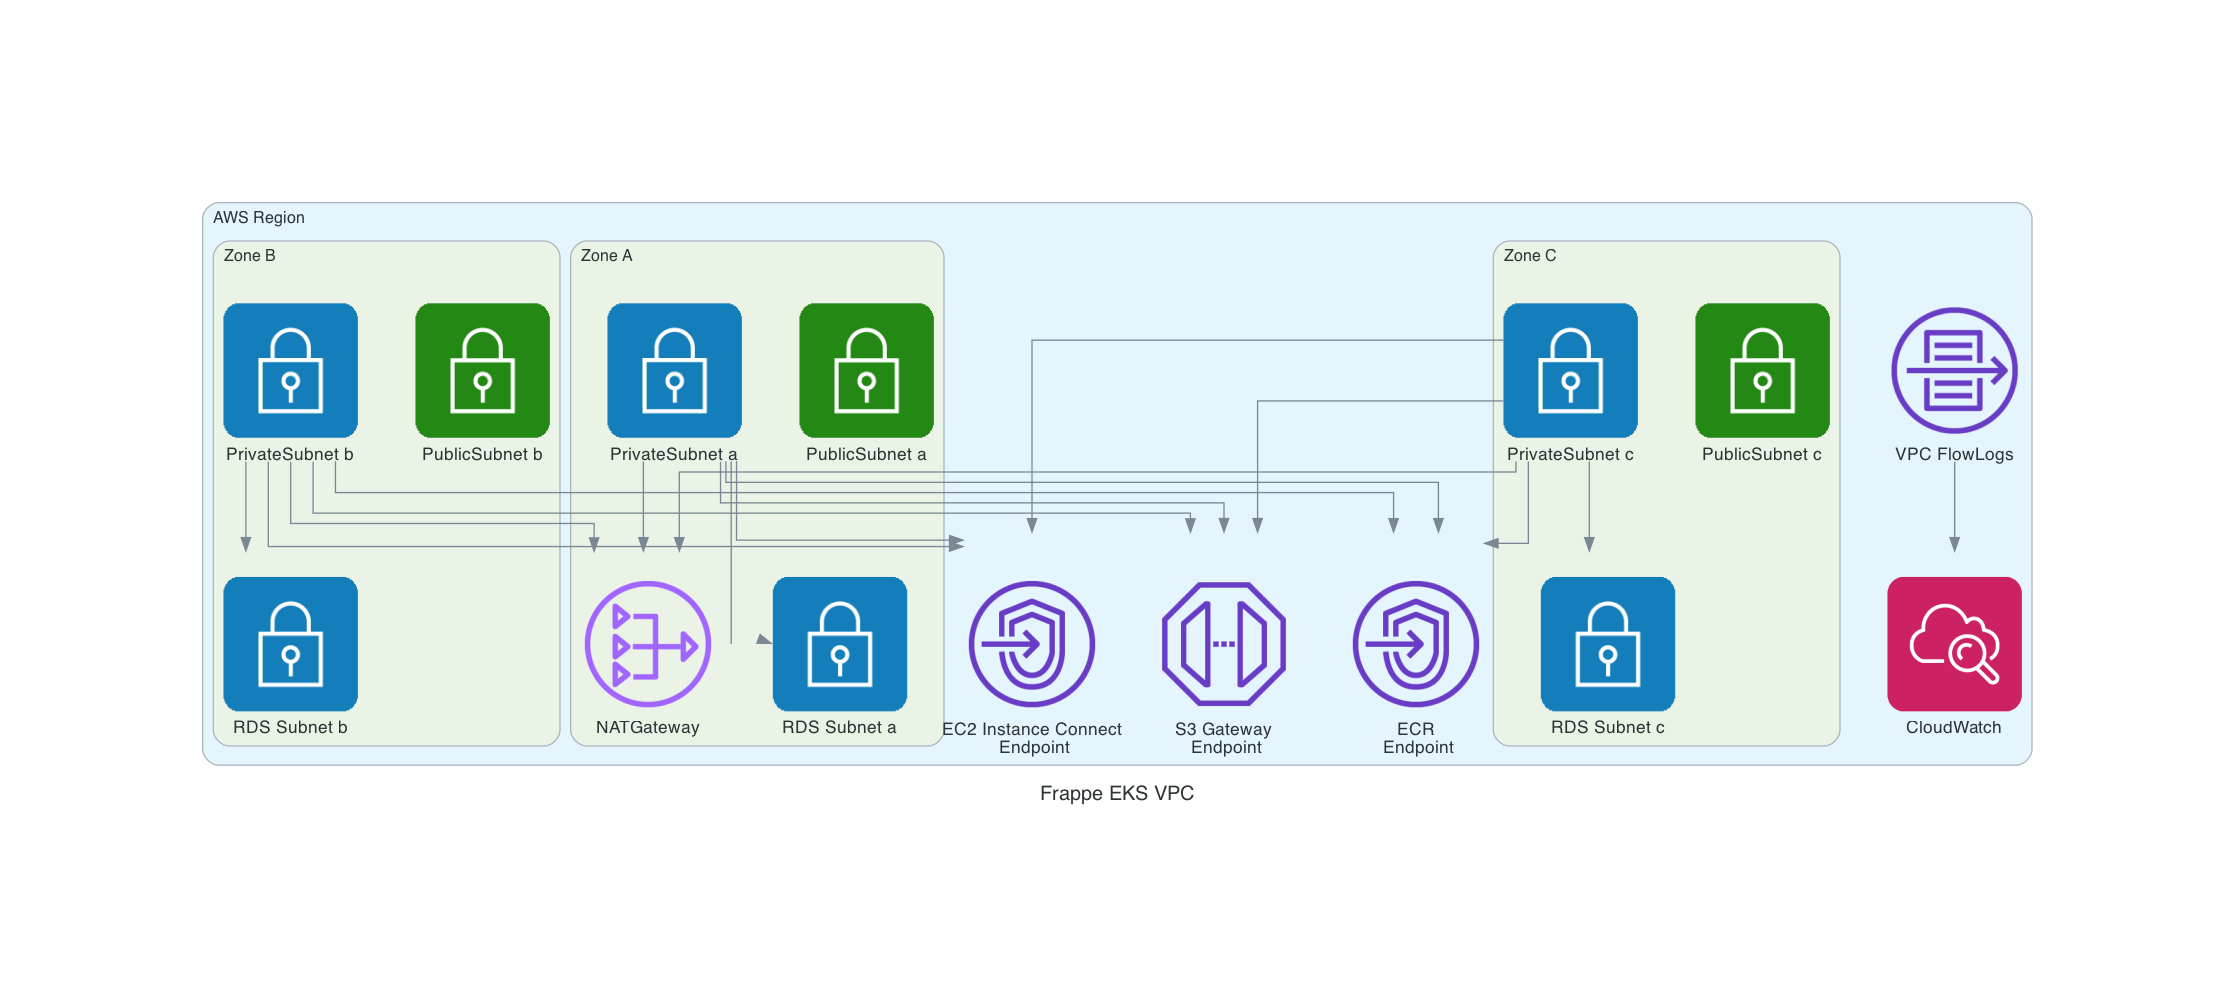 AWS Region
Zone B
Zone A
Zone C
PrivateSubnet b
PublicSubnet b
PrivateSubnet a
PublicSubnet a
PrivateSubnet c
PublicSubnet c
VPC FlowLogs
RDS Subnet b
NATGateway
RDS Subnet a
EC2 Instance Connect
Endpoint
S3 Gateway
Endpoint
ECR
Endpoint
RDS Subnet c
CloudWatch
Frappe EKS VPC